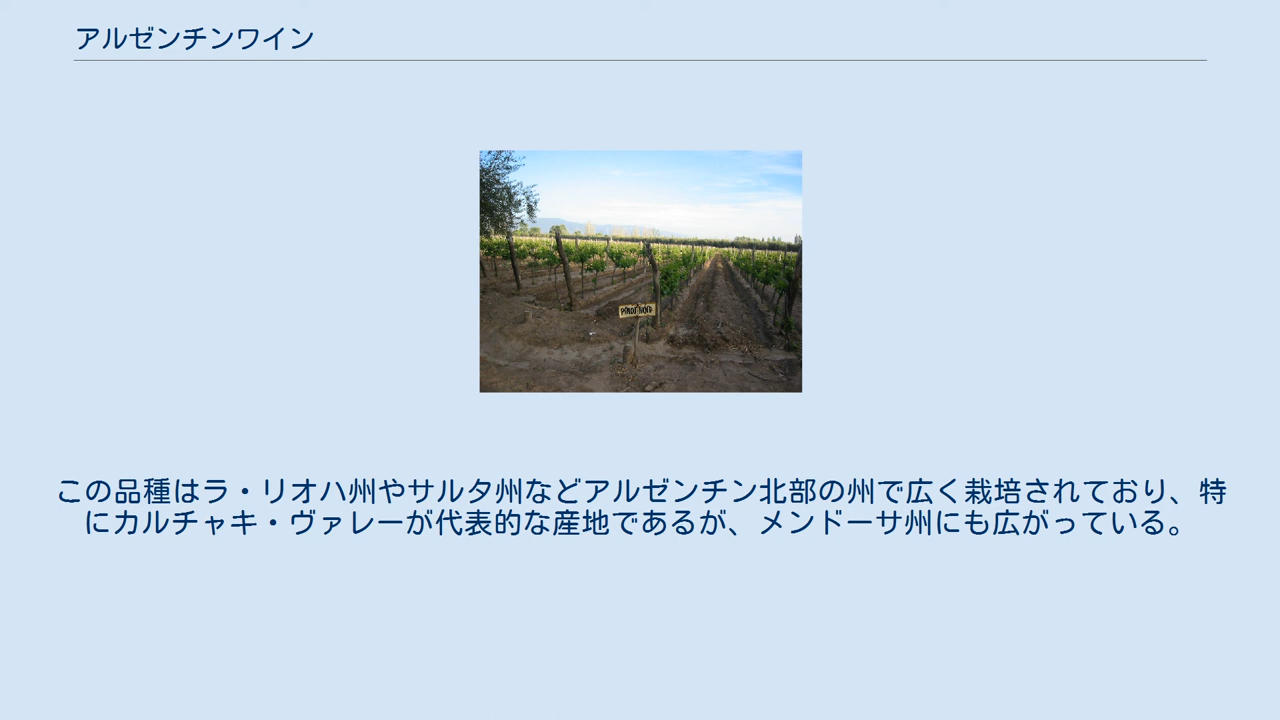 アルゼンチンワイン
PINOT NOIR
この品種はラ・リオハ州やサルタ州などアルゼンチン北部の州で広く栽培されており、特
にカルチャキ・ヴァレーが代表的な産地であるが、メンドーサ州にも広がっている。